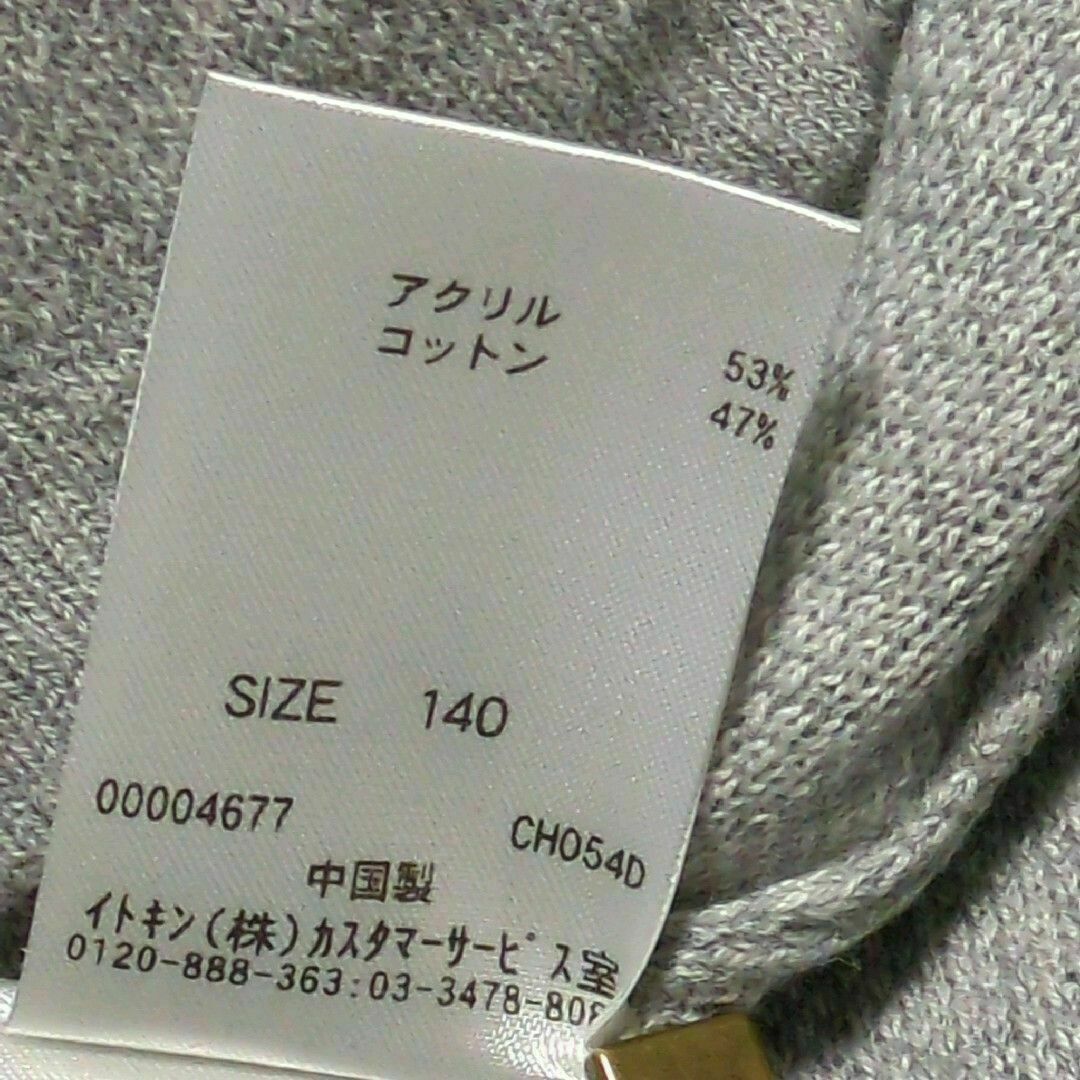 アクリル 53%
コットン 47%
SIZE 140
00004677 CH054D
中国製
イトキン(株)カスタマーサービス室
0120-888-363:03-3478-808